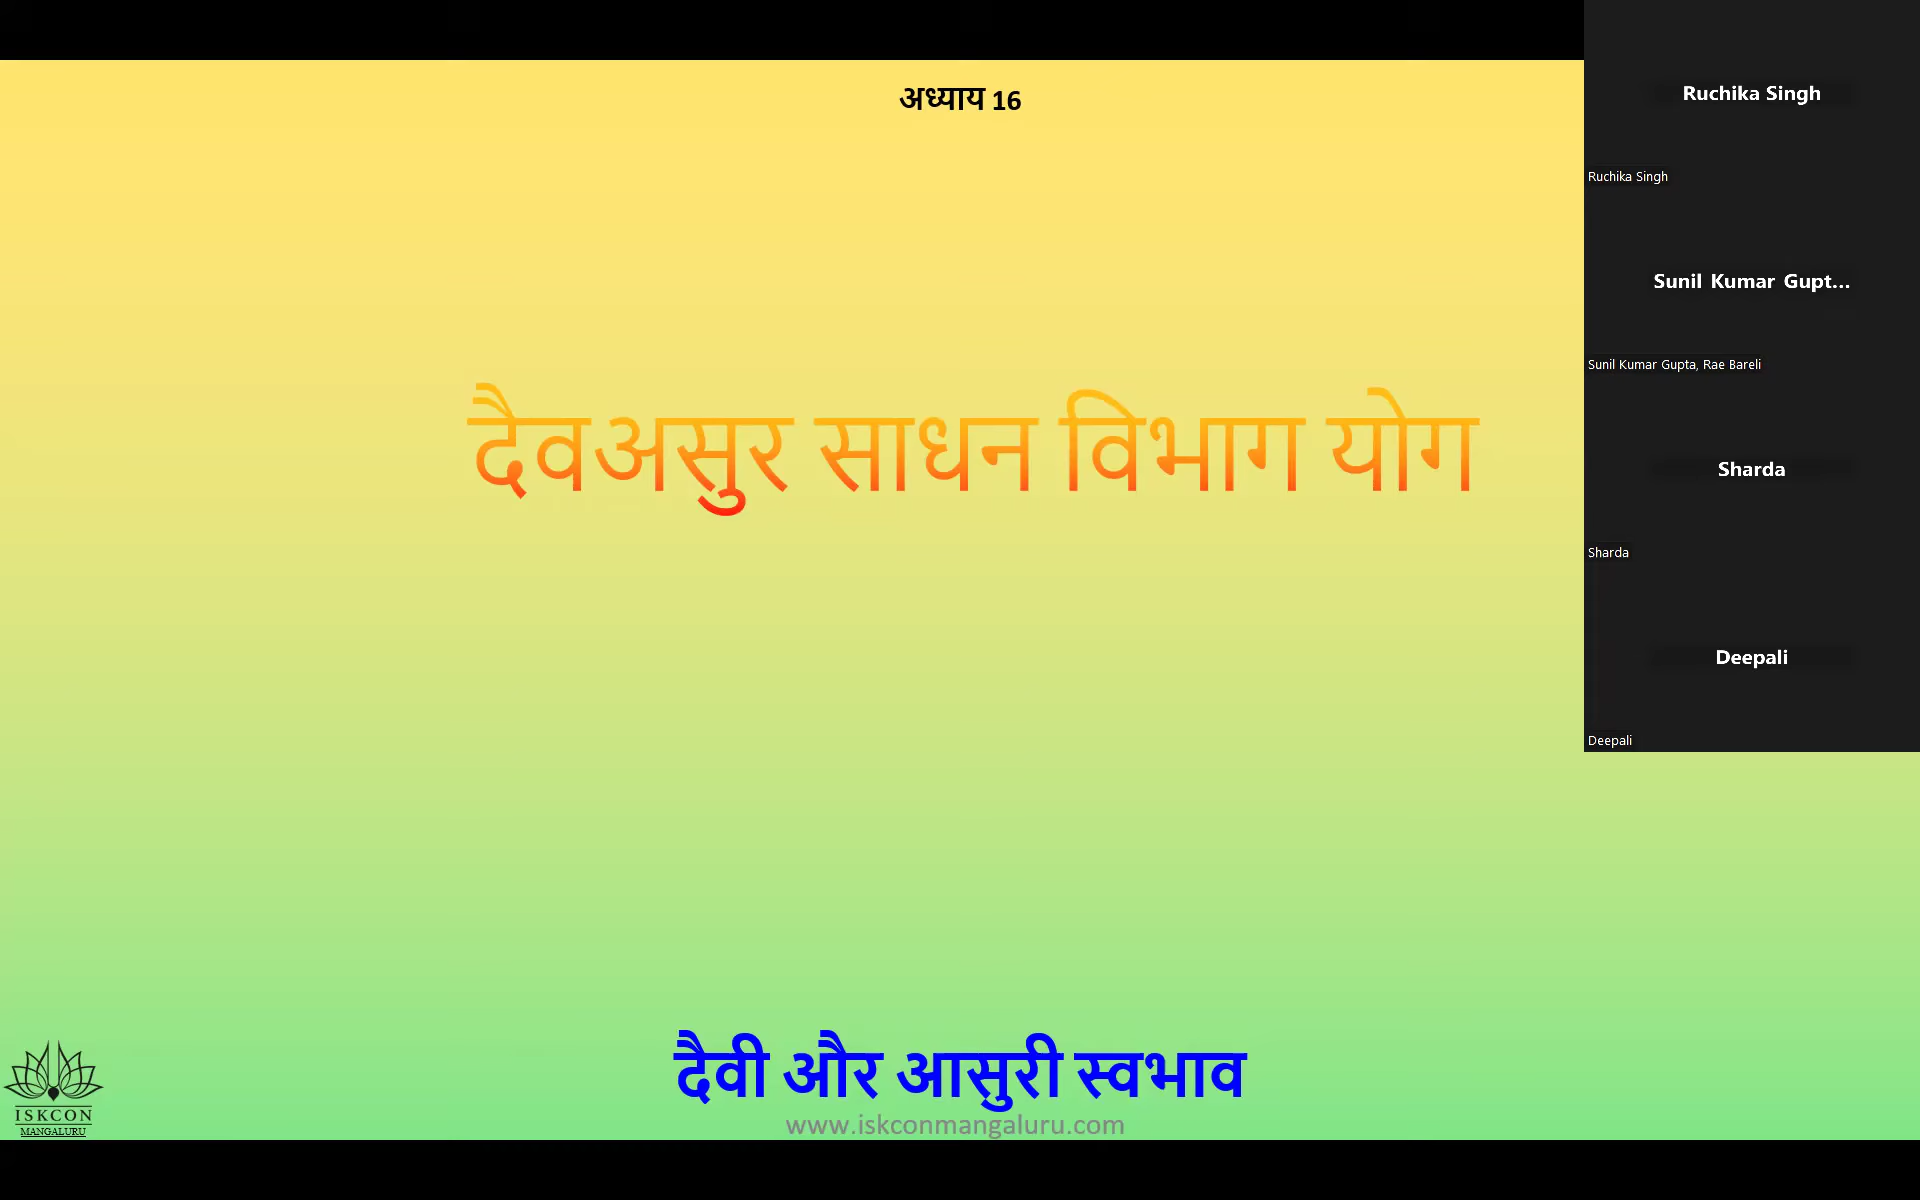 अध्याय 16
दैवअसुर साधन विभाग योग
दैवी और आसुरी स्वभाव
www.iskconmangaluru.com
ISKCON
MANGALURU
Ruchika Singh
Ruchika Singh
Sunil Kumar Gupt...
Sunil Kumar Gupta, Rae Bareli
Sharda
Sharda
Deepali
Deepali